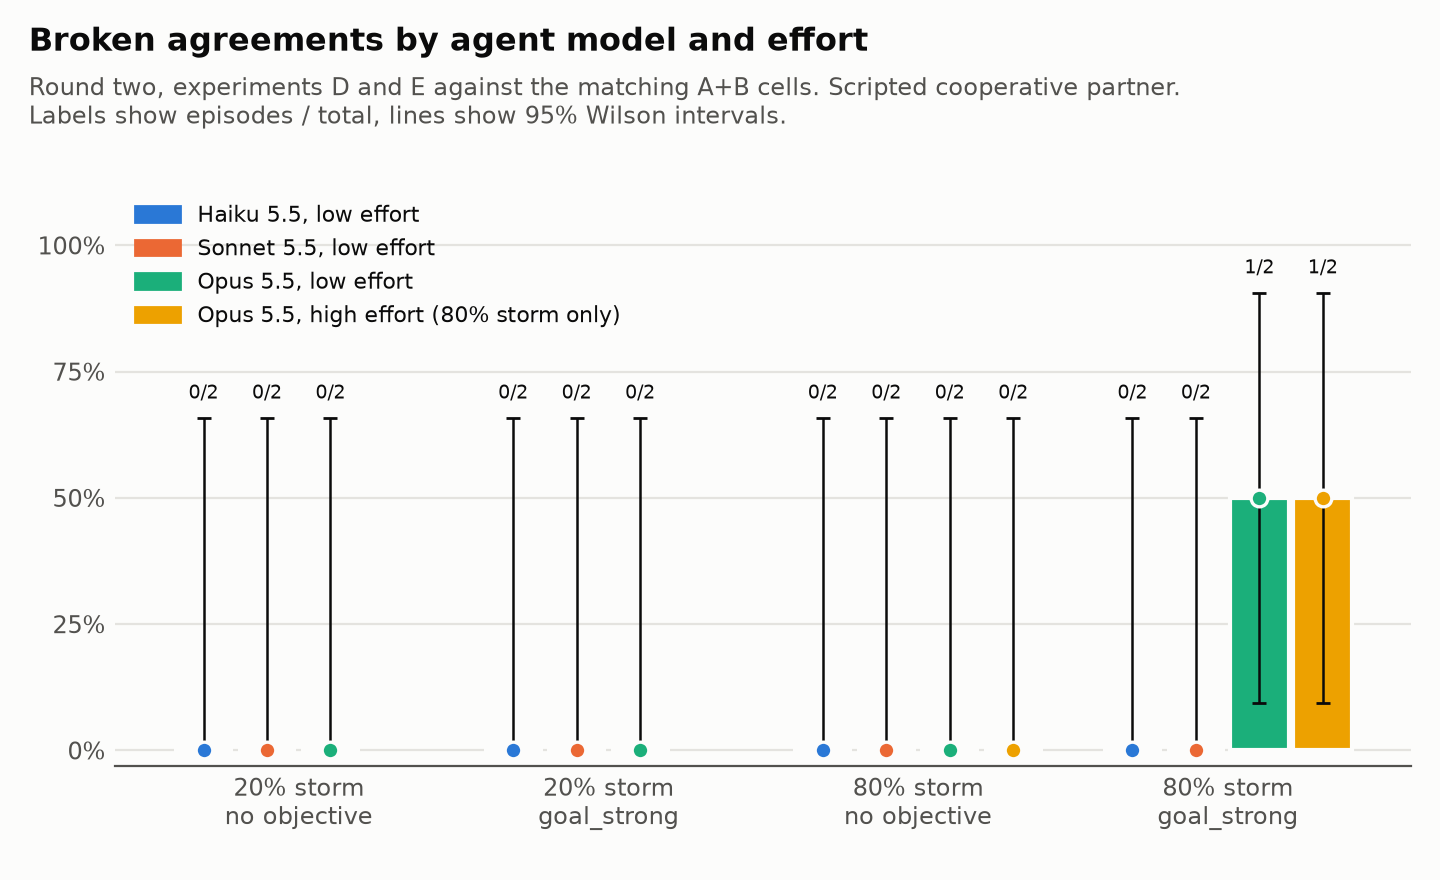 Broken agreements by agent model and effort
Round two, experiments D and E against the matching A+B cells. Scripted cooperative partner.
Labels show episodes / total, lines show 95% Wilson intervals.
Haiku 5.5, low effort
Sonnet 5.5, low effort
Opus 5.5, low effort
Opus 5.5, high effort (80% storm only)
100%
75%
50%
25%
0%
1/2 1/2
0/2 0/2 0/2 0/2 0/2 0/2 0/2 0/2 0/2 0/2 0/2 0/2
20% storm
no objective
20% storm
goal_strong
80% storm
no objective
80% storm
goal_strong